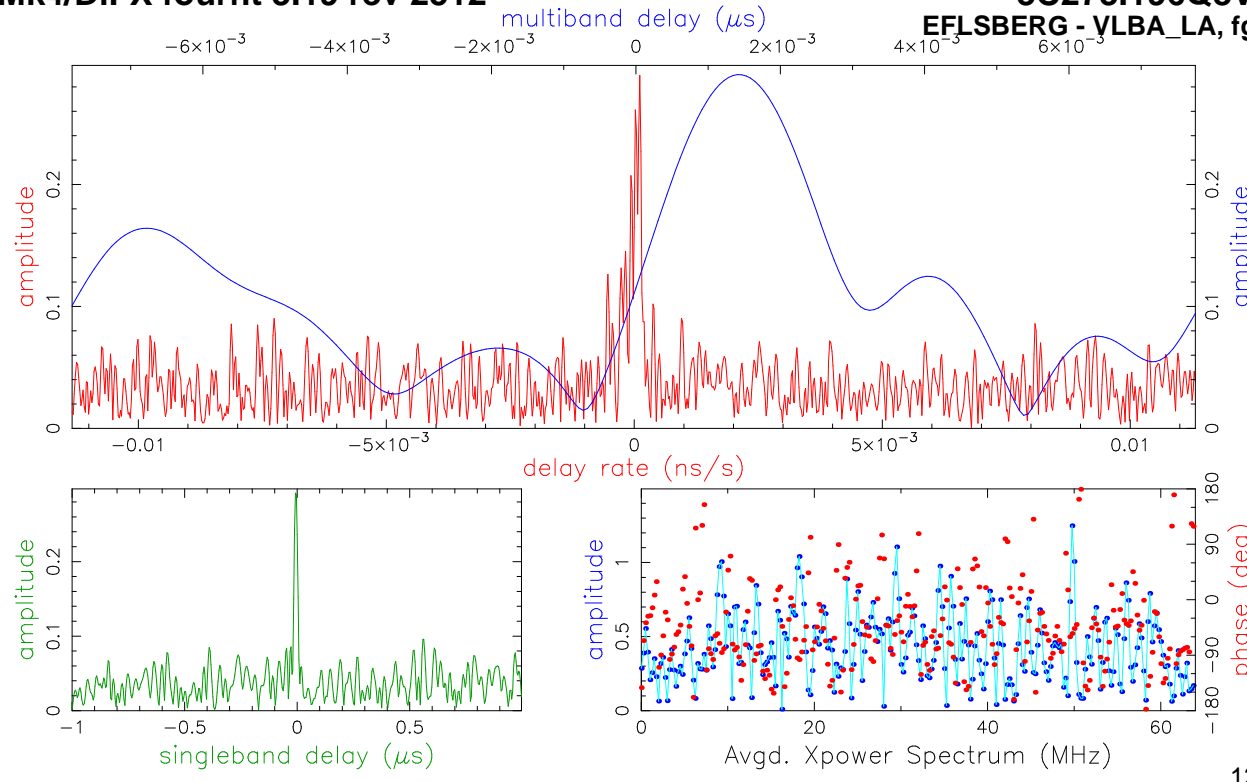 multiband delay (μs)
EFLSBERG - VLBA_LA, fg
−6×10⁻³ −4×10⁻³ −2×10⁻³ 0 2×10⁻³ 4×10⁻³ 6×10⁻³
amplitude
0 0.1 0.2
amplitude
0 0.1 0.2
−0.01 −5×10⁻³ 0 5×10⁻³ 0.01
delay rate (ns/s)
amplitude
0 0.1 0.2
−1 −0.5 0 0.5
singleband delay (μs)
amplitude
0 0.5 1
phase (deg)
−180 −90 0 90 180
0 20 40 60
Avgd. Xpower Spectrum (MHz)